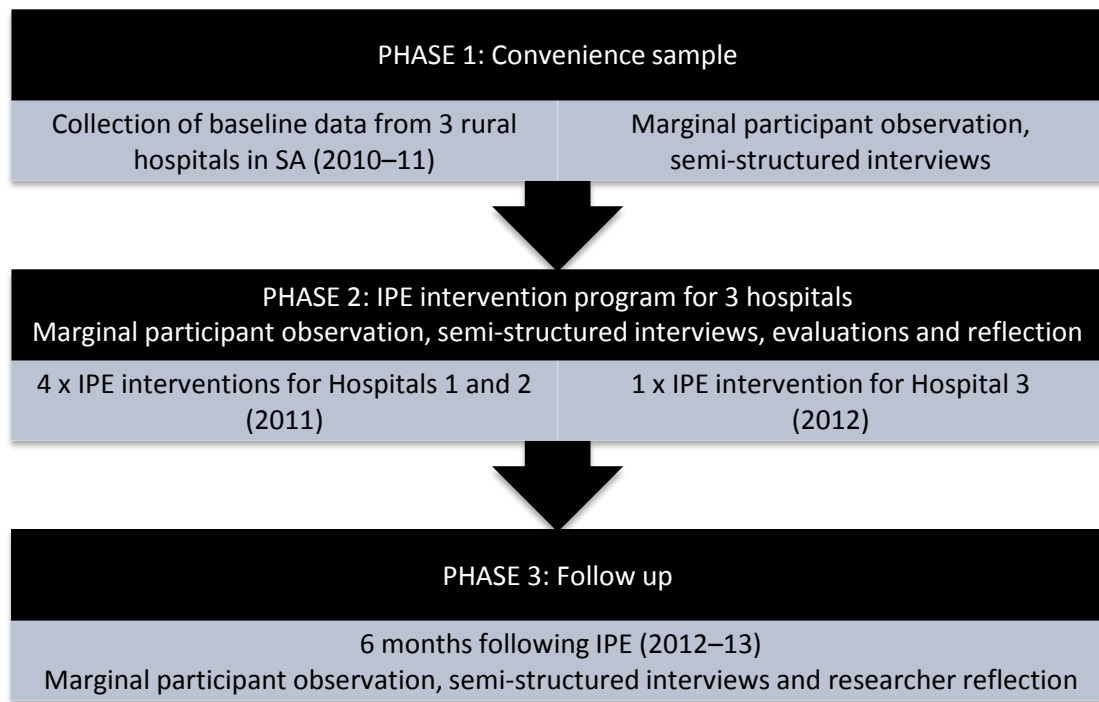 PHASE 1: Convenience sample
Collection of baseline data from 3 rural
hospitals in SA (2010–11)
Marginal participant observation,
semi-structured interviews
PHASE 2: IPE intervention program for 3 hospitals
Marginal participant observation, semi-structured interviews, evaluations and reflection
4 x IPE interventions for Hospitals 1 and 2
(2011)
1 x IPE intervention for Hospital 3
(2012)
PHASE 3: Follow up
6 months following IPE (2012–13)
Marginal participant observation, semi-structured interviews and researcher reflection